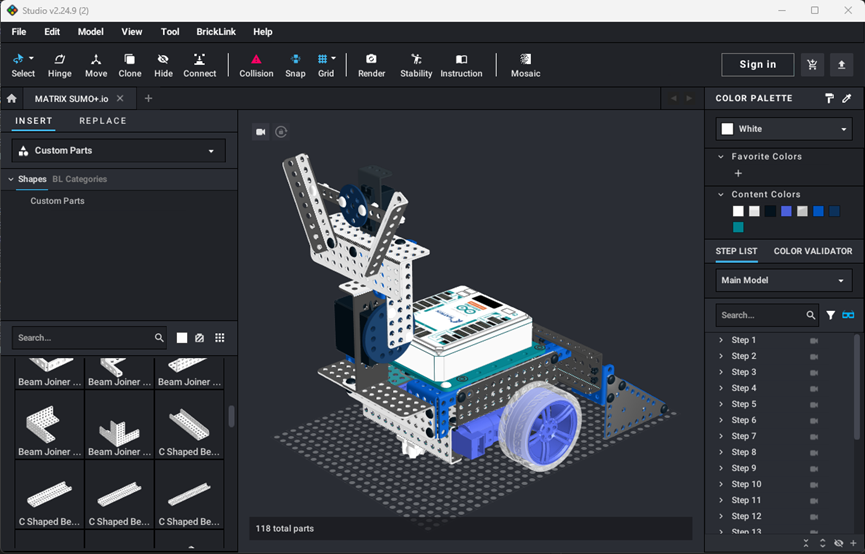 Studio v2.24.9 (2)
File Edit Model View Tool BrickLink Help
Select Hinge Move Clone Hide Connect Collision Snap Grid Render Stability Instruction Mosaic
Sign in
MATRIX SUMO+.io
INSERT REPLACE
Custom Parts
Shapes BL Categories
Custom Parts
Search...
Beam Joiner ... Beam Joiner ... Beam Joiner ...
Beam Joiner ... Beam Joiner ... C Shaped Be...
C Shaped Be... C Shaped Be... C Shaped Be...
118 total parts
COLOR PALETTE
White
Favorite Colors
Content Colors
STEP LIST COLOR VALIDATOR
Main Model
Search...
Step 1
Step 2
Step 3
Step 4
Step 5
Step 6
Step 7
Step 8
Step 9
Step 10
Step 11
Step 12
Step 13